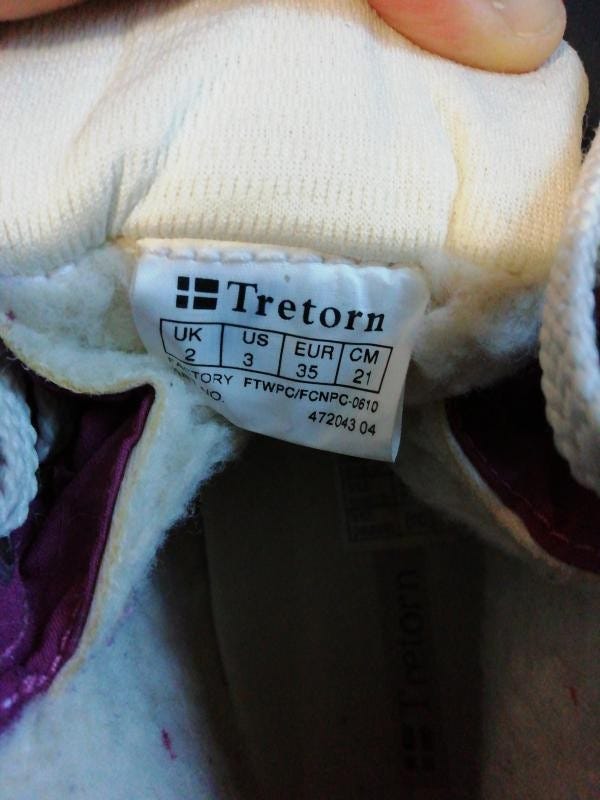 Tretorn
UK US EUR CM
2 3 35 21
FACTORY FTWPC/FCNPC-0610
NO. 472043 04
Tretorn